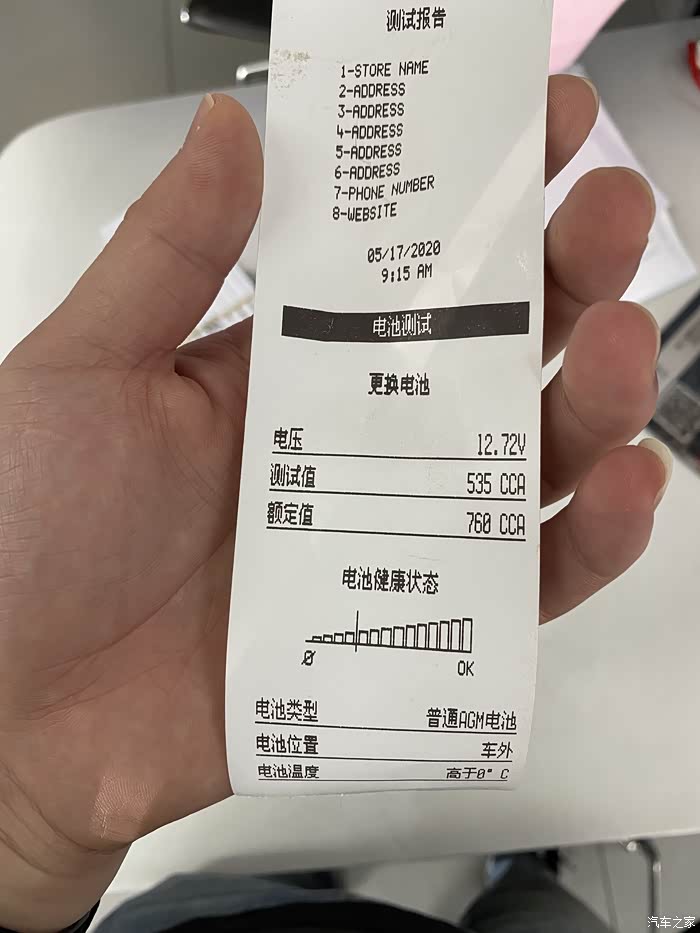 测试报告
1-STORE NAME
2-ADDRESS
3-ADDRESS
4-ADDRESS
5-ADDRESS
6-ADDRESS
7-PHONE NUMBER
8-WEBSITE
05/17/2020
9:15 AM
电池测试
更换电池
电压 12.72V
测试值 535 CCA
额定值 760 CCA
电池健康状态
0 OK
电池类型 普通AGM电池
电池位置 车外
电池温度 高于0° C
汽车之家